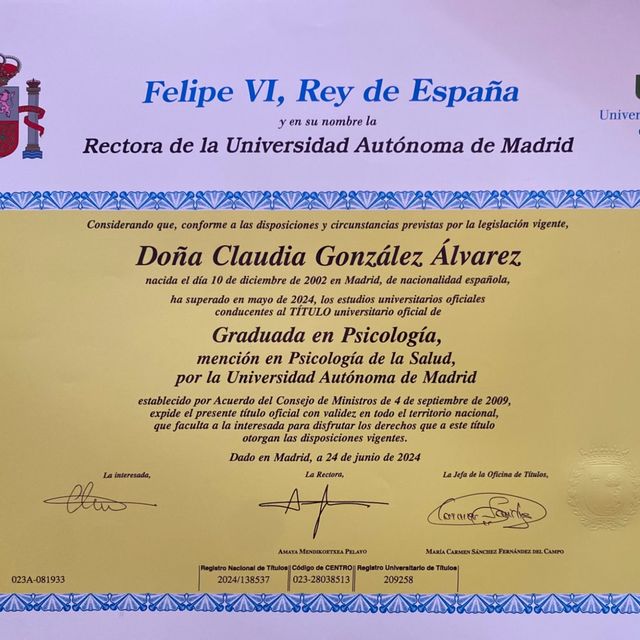 Felipe VI, Rey de España
y en su nombre la
Rectora de la Universidad Autónoma de Madrid
Considerando que, conforme a las disposiciones y circunstancias previstas por la legislación vigente,
Doña Claudia González Álvarez
nacida el día 10 de diciembre de 2002 en Madrid, de nacionalidad española,
ha superado en mayo de 2024, los estudios universitarios oficiales
conducentes al TÍTULO universitario oficial de
Graduada en Psicología,
mención en Psicología de la Salud,
por la Universidad Autónoma de Madrid
establecido por Acuerdo del Consejo de Ministros de 4 de septiembre de 2009,
expide el presente título oficial con validez en todo el territorio nacional,
que faculta a la interesada para disfrutar los derechos que a este título
otorgan las disposiciones vigentes.
Dado en Madrid, a 24 de junio de 2024
La interesada, La Rectora, La Jefa de la Oficina de Títulos,
AMAYA MENDIKOETXEA PELAYO MARÍA CARMEN SÁNCHEZ FERNÁNDEZ DEL CAMPO
Registro Nacional de Títulos Código de CENTRO Registro Universitario de Títulos
023A-081933 2024/138537 023-28038513 209258